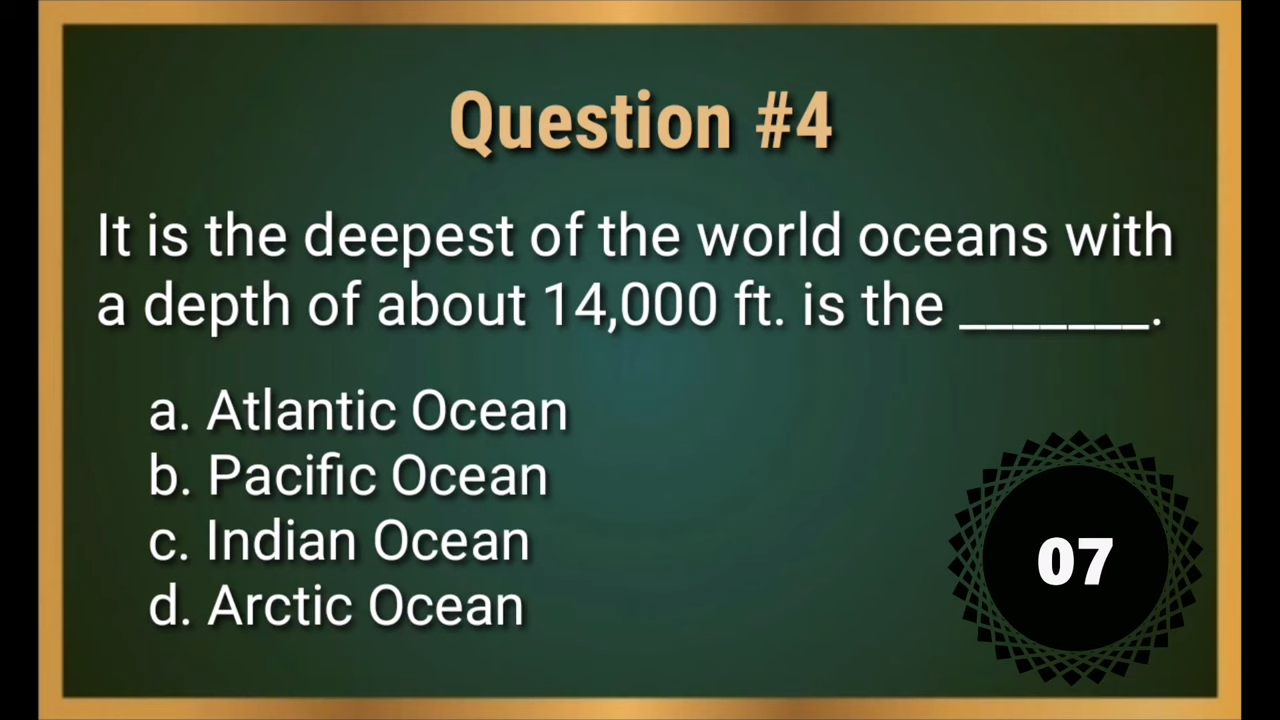 Question #4
It is the deepest of the world oceans with
a depth of about 14,000 ft. is the _______.
a. Atlantic Ocean
b. Pacific Ocean
c. Indian Ocean
d. Arctic Ocean
07